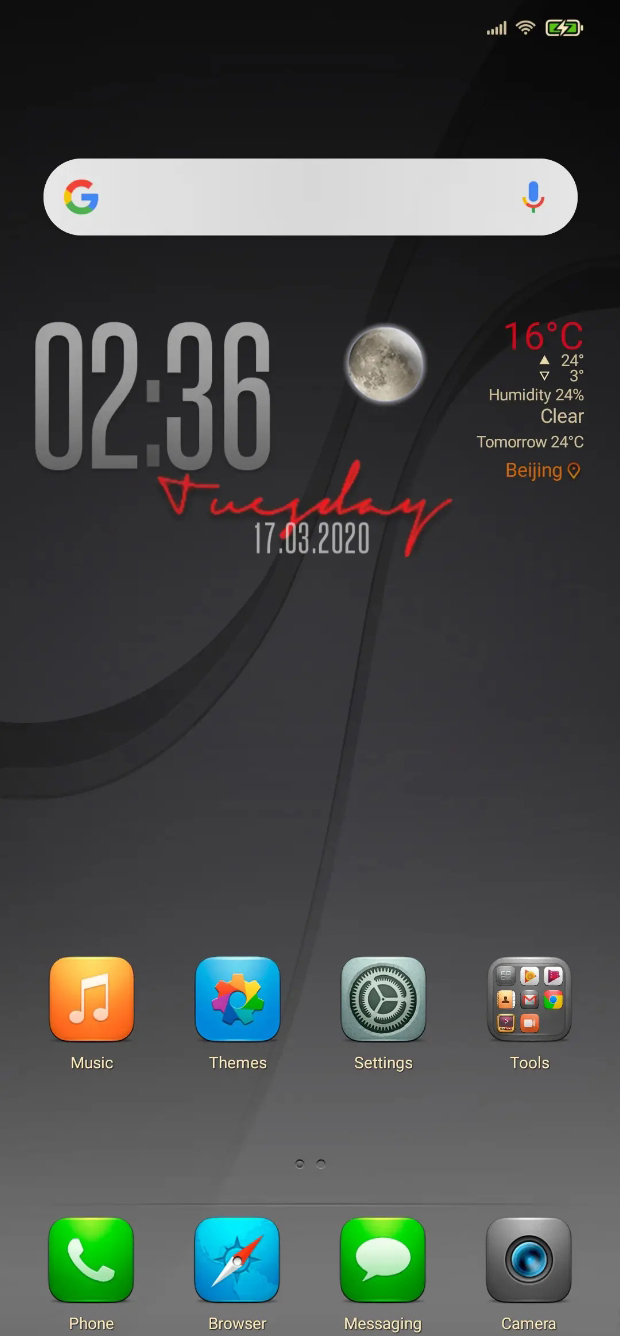 02:36
16°C
24°
3°
Humidity 24%
Clear
Tomorrow 24°C
Beijing
Tuesday
17.03.2020
Music
Themes
Settings
Tools
Phone
Browser
Messaging
Camera